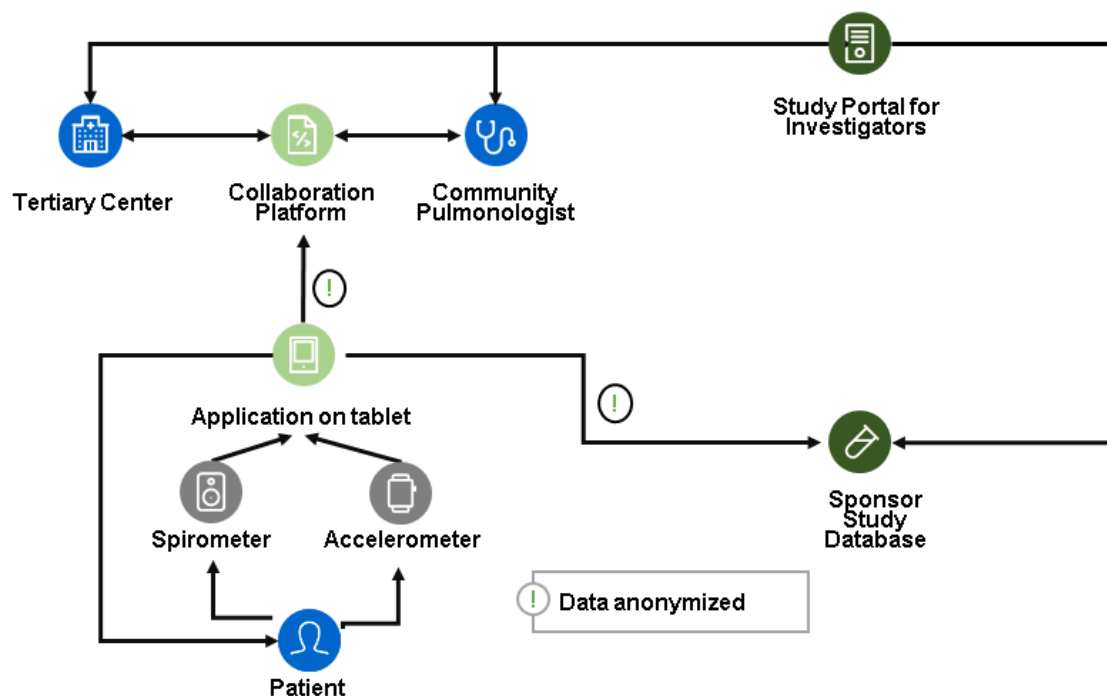 Study Portal for
Investigators
Tertiary Center
Collaboration
Platform
Community
Pulmonologist
!
Application on tablet
!
Spirometer
Accelerometer
Sponsor
Study
Database
! Data anonymized
Patient